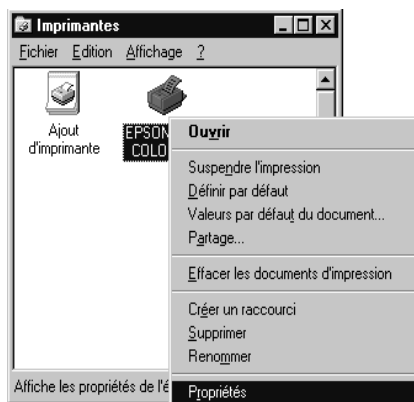 Imprimantes
Fichier Edition Affichage ?
Ajout
d'imprimante
EPSON
COLO
Ouvrir
Suspendre l'impression
Définir par défaut
Valeurs par défaut du document...
Partage...
Effacer les documents d'impression
Créer un raccourci
Supprimer
Renommer
Propriétés
Affiche les propriétés de l'é